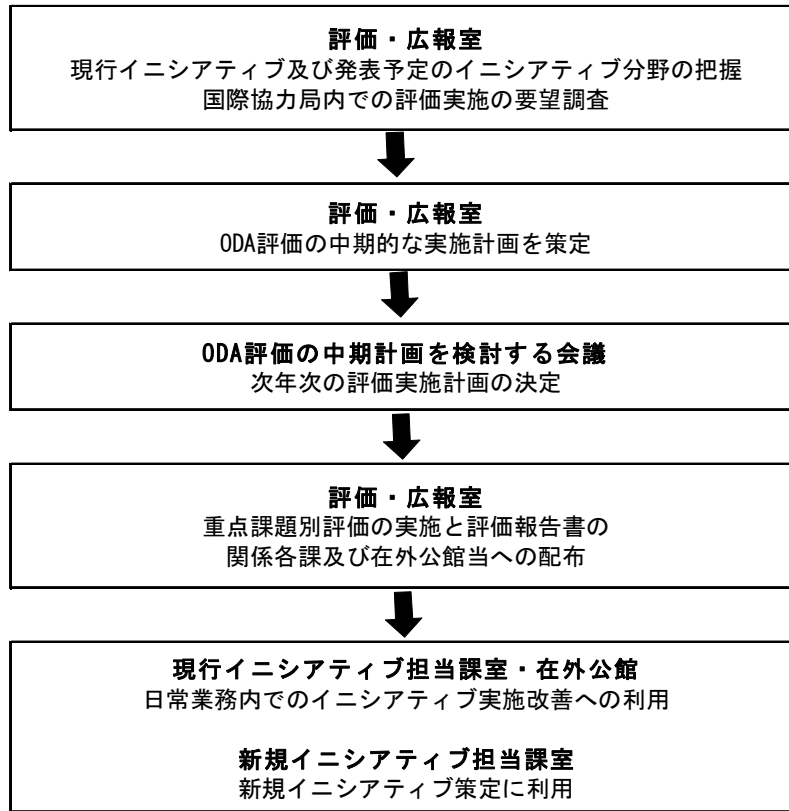 評価・広報室
現行イニシアティブ及び発表予定のイニシアティブ分野の把握
国際協力局内での評価実施の要望調査
評価・広報室
ODA評価の中期的な実施計画を策定
ODA評価の中期計画を検討する会議
次年次の評価実施計画の決定
評価・広報室
重点課題別評価の実施と評価報告書の
関係各課及び在外公館当への配布
現行イニシアティブ担当課室・在外公館
日常業務内でのイニシアティブ実施改善への利用
新規イニシアティブ担当課室
新規イニシアティブ策定に利用